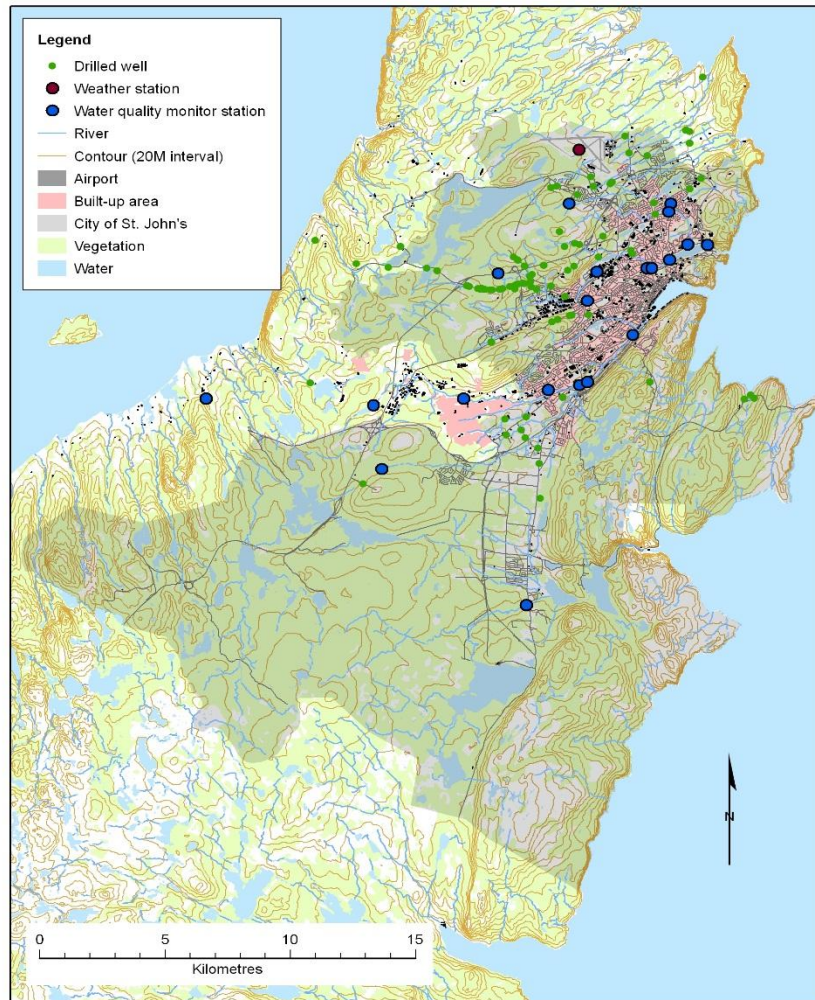 Legend
Drilled well
Weather station
Water quality monitor station
River
Contour (20M interval)
Airport
Built-up area
City of St. John's
Vegetation
Water
N
0 5 10 15
Kilometres